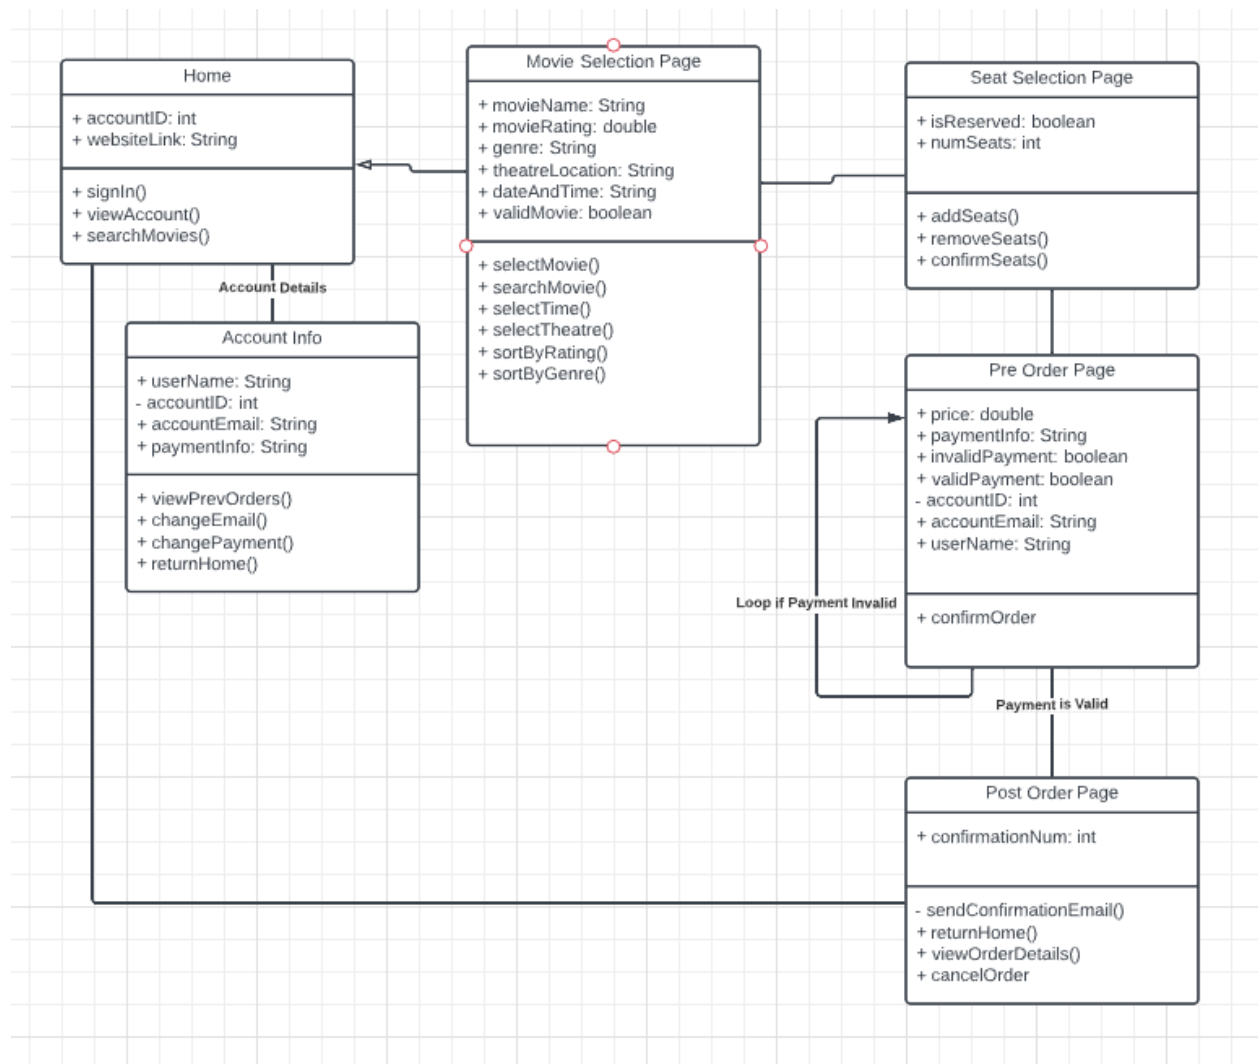 Home
+ accountID: int
+ websiteLink: String
+ signIn()
+ viewAccount()
+ searchMovies()
Account Details
Account Info
+ userName: String
- accountID: int
+ accountEmail: String
+ paymentInfo: String
+ viewPrevOrders()
+ changeEmail()
+ changePayment()
+ returnHome()
Movie Selection Page
+ movieName: String
+ movieRating: double
+ genre: String
+ theatreLocation: String
+ dateAndTime: String
+ validMovie: boolean
+ selectMovie()
+ searchMovie()
+ selectTime()
+ selectTheatre()
+ sortByRating()
+ sortByGenre()
Seat Selection Page
+ isReserved: boolean
+ numSeats: int
+ addSeats()
+ removeSeats()
+ confirmSeats()
Pre Order Page
+ price: double
+ paymentInfo: String
+ invalidPayment: boolean
+ validPayment: boolean
- accountID: int
+ accountEmail: String
+ userName: String
+ confirmOrder
Loop if Payment Invalid
Payment is Valid
Post Order Page
+ confirmationNum: int
- sendConfirmationEmail()
+ returnHome()
+ viewOrderDetails()
+ cancelOrder